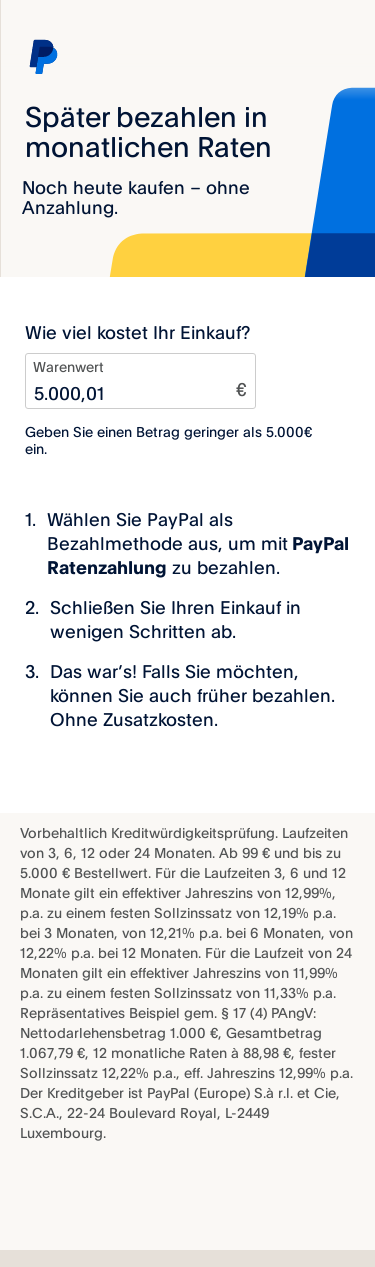 Später bezahlen in
monatlichen Raten
Noch heute kaufen – ohne
Anzahlung.
Wie viel kostet Ihr Einkauf?
Warenwert
5.000,01 €
Geben Sie einen Betrag geringer als 5.000€
ein.
1. Wählen Sie PayPal als
Bezahlmethode aus, um mit PayPal
Ratenzahlung zu bezahlen.
2. Schließen Sie Ihren Einkauf in
wenigen Schritten ab.
3. Das war’s! Falls Sie möchten,
können Sie auch früher bezahlen.
Ohne Zusatzkosten.
Vorbehaltlich Kreditwürdigkeitsprüfung. Laufzeiten
von 3, 6, 12 oder 24 Monaten. Ab 99 € und bis zu
5.000 € Bestellwert. Für die Laufzeiten 3, 6 und 12
Monate gilt ein effektiver Jahreszins von 12,99%,
p.a. zu einem festen Sollzinssatz von 12,19% p.a.
bei 3 Monaten, von 12,21% p.a. bei 6 Monaten, von
12,22% p.a. bei 12 Monaten. Für die Laufzeit von 24
Monaten gilt ein effektiver Jahreszins von 11,99%
p.a. zu einem festen Sollzinssatz von 11,33% p.a.
Repräsentatives Beispiel gem. § 17 (4) PAngV:
Nettodarlehensbetrag 1.000 €, Gesamtbetrag
1.067,79 €, 12 monatliche Raten à 88,98 €, fester
Sollzinssatz 12,22% p.a., eff. Jahreszins 12,99% p.a.
Der Kreditgeber ist PayPal (Europe) S.à r.l. et Cie,
S.C.A., 22-24 Boulevard Royal, L-2449
Luxembourg.